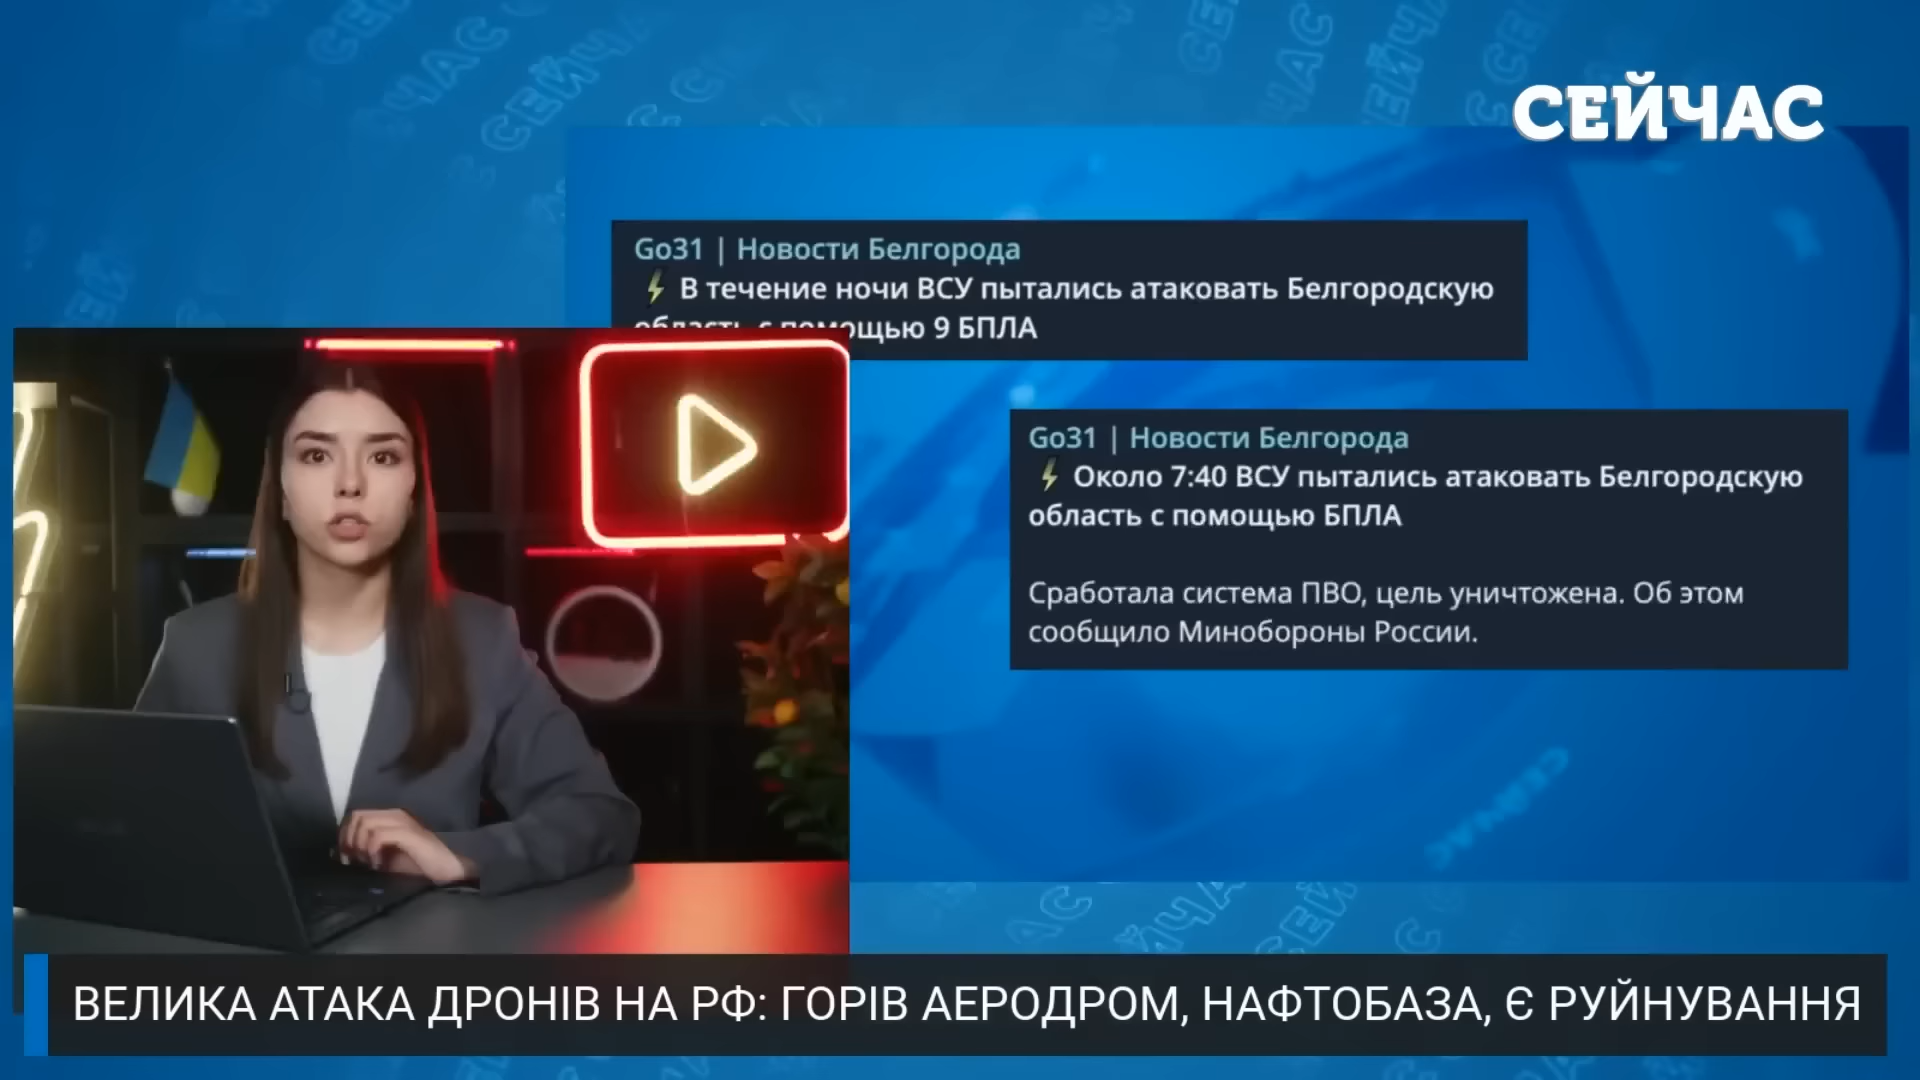 СЕЙЧАС
Go31 | Новости Белгорода
⚡ В течение ночи ВСУ пытались атаковать Белгородскую
область с помощью 9 БПЛА
Go31 | Новости Белгорода
⚡ Около 7:40 ВСУ пытались атаковать Белгородскую
область с помощью БПЛА
Сработала система ПВО, цель уничтожена. Об этом
сообщило Минобороны России.
СЕЙЧАС
ВЕЛИКА АТАКА ДРОНІВ НА РФ: ГОРІВ АЕРОДРОМ, НАФТОБАЗА, Є РУЙНУВАННЯ